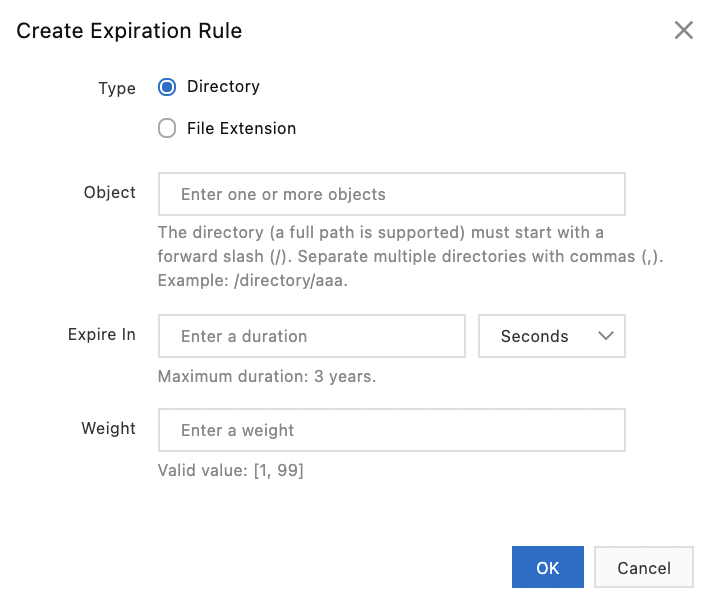 Create Expiration Rule
Type
Directory
File Extension
Object
Enter one or more objects
The directory (a full path is supported) must start with a
forward slash (/). Separate multiple directories with commas (,).
Example: /directory/aaa.
Expire In
Enter a duration
Seconds
Maximum duration: 3 years.
Weight
Enter a weight
Valid value: [1, 99]
OK
Cancel